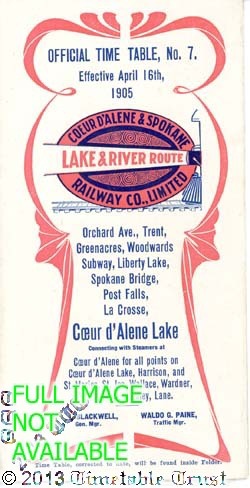 OFFICIAL TIME TABLE, No. 7.
Effective April 16th,
1905
COEUR D'ALENE & SPOKANE
LAKE & RIVER ROUTE
RAILWAY CO., LIMITED
Orchard Ave., Trent,
Greenacres, Woodwards
Subway, Liberty Lake,
Spokane Bridge,
Post Falls,
La Crosse,
Cœur d'Alene Lake
Connecting with Steamers at
Cœur d'Alene for all points on
Cœur d'Alene Lake, Harrison, and
Wallace, Wardner,
Lane.
FULL IMAGE
NOT
AVAILABLE
BLACKWELL,
Gen. Mgr.
WALDO G. PAINE,
Traffic Mgr.
Time Table, corrected to date, will be found inside Folder.
© 2013 Timetable Trust